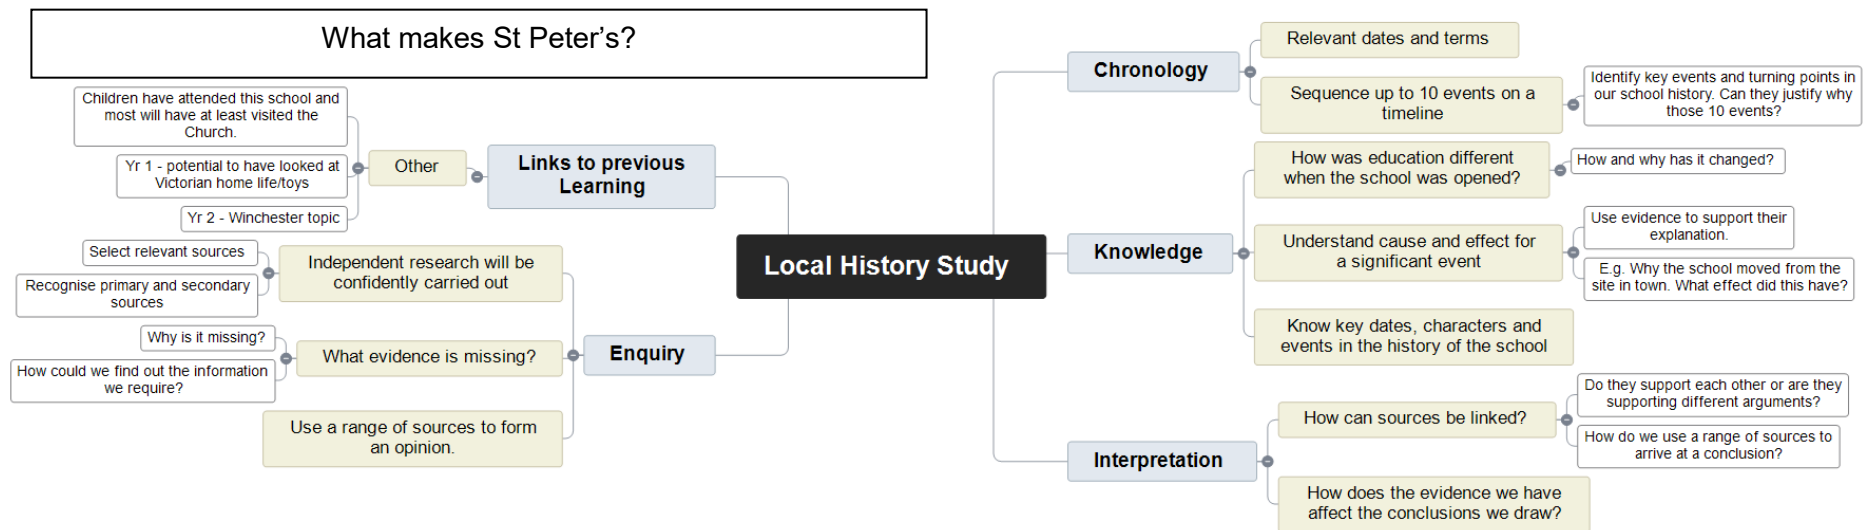 What makes St Peter’s?
Children have attended this school and
most will have at least visited the
Church.
Yr 1 - potential to have looked at
Victorian home life/toys
Yr 2 - Winchester topic
Other
Links to previous
Learning
Select relevant sources
Recognise primary and secondary
sources
Independent research will be
confidently carried out
Why is it missing?
How could we find out the information
we require?
What evidence is missing?
Use a range of sources to form
an opinion.
Enquiry
Local History Study
Chronology
Relevant dates and terms
Sequence up to 10 events on a
timeline
Identify key events and turning points in
our school history. Can they justify why
those 10 events?
Knowledge
How was education different
when the school was opened?
How and why has it changed?
Understand cause and effect for
a significant event
Use evidence to support their
explanation.
E.g. Why the school moved from the
site in town. What effect did this have?
Know key dates, characters and
events in the history of the school
Interpretation
How can sources be linked?
Do they support each other or are they
supporting different arguments?
How do we use a range of sources to
arrive at a conclusion?
How does the evidence we have
affect the conclusions we draw?